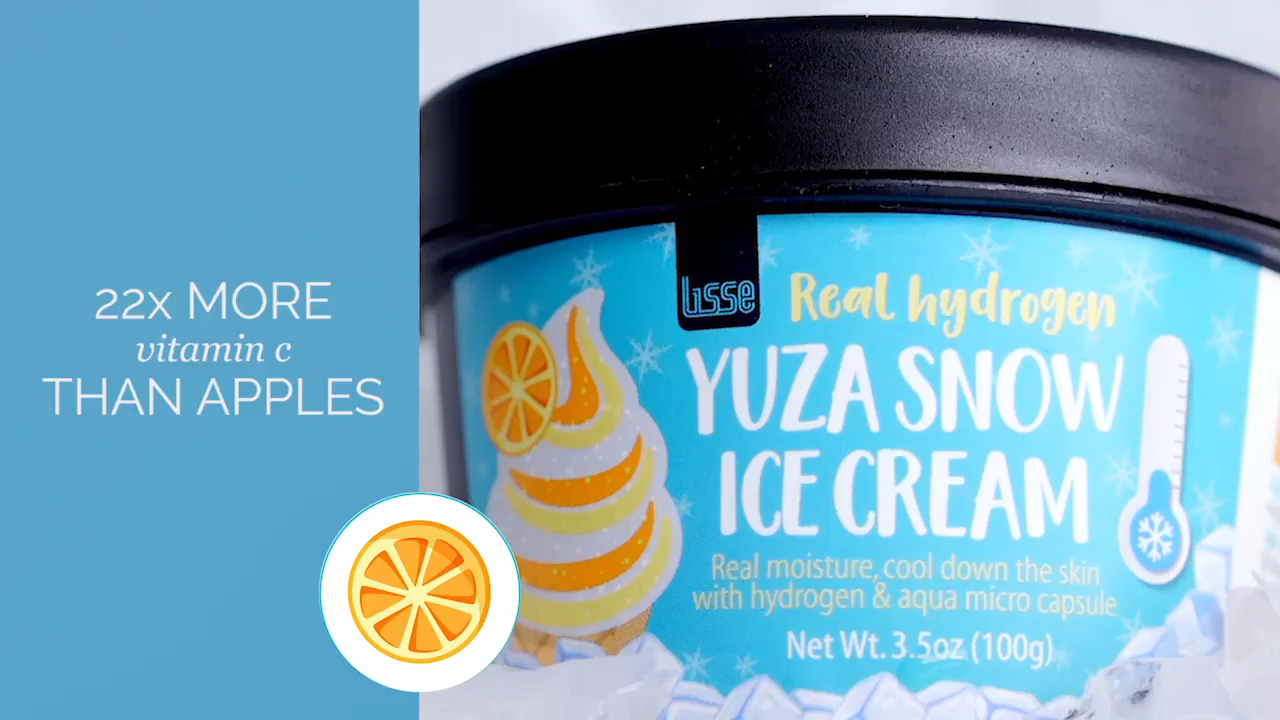 22x MORE
vitamin c
THAN APPLES
lisse
Real hydrogen
YUZA SNOW
ICE CREAM
Real moisture, cool down the skin
with hydrogen & aqua micro capsule
Net Wt. 3.5oz (100g)